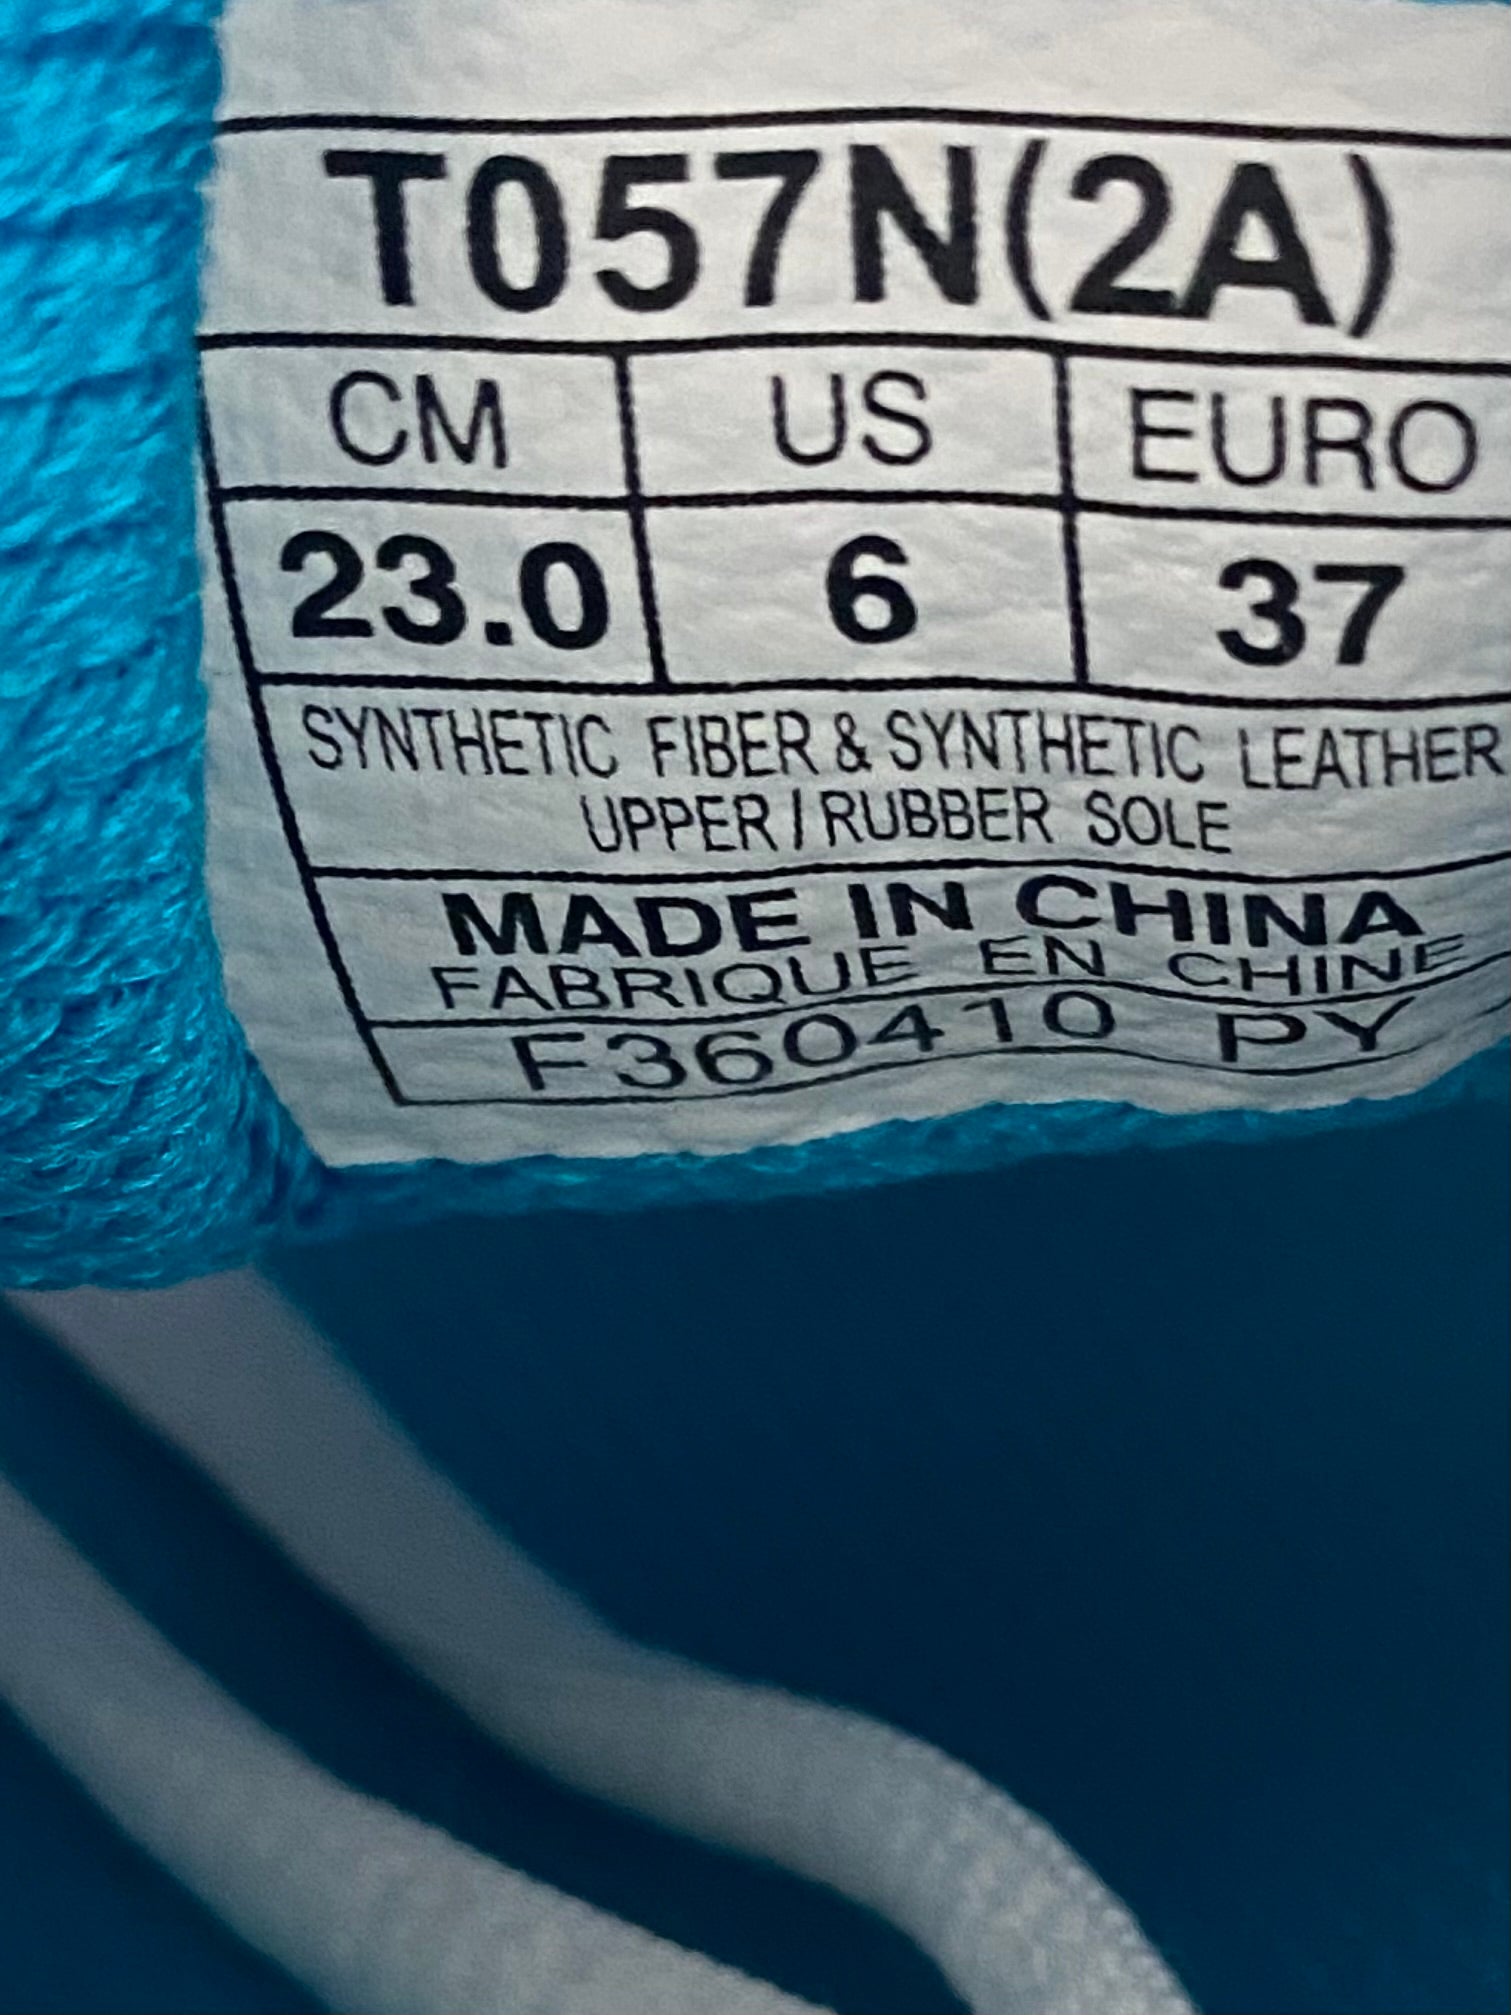 T057N(2A)
CM US EURO
23.0 6 37
SYNTHETIC FIBER & SYNTHETIC LEATHER
UPPER / RUBBER SOLE
MADE IN CHINA
FABRIQUE EN CHINE
F360410 PY